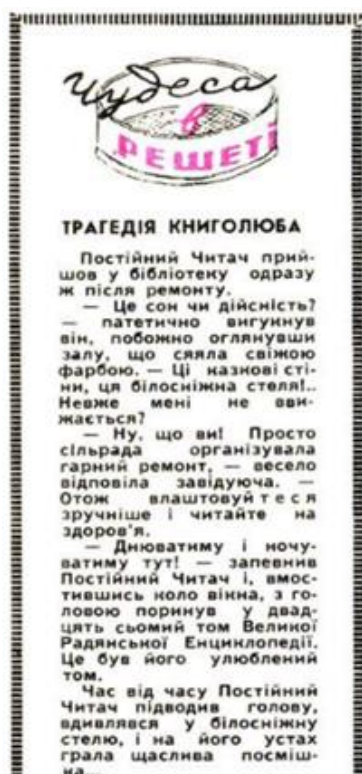 Чудеса
в
РЕШЕТІ
ТРАГЕДІЯ КНИГОЛЮБА
Постійний Читач прий-
шов у бібліотеку одразу
ж після ремонту.
— Це сон чи дійсність?
— патетично вигукнув
він, побожно оглянувши
залу, що сяяла свіжою
фарбою. — Ці казкові сті-
ни, ця білосніжна стеля!..
Невже мені не вви-
жається?
— Ну, що ви! Просто
сільрада організувала
гарний ремонт, — весело
відповіла завідуюча. —
Отож влаштовуйтеся
зручніше і читайте на
здоров'я.
— Днюватиму і ночу-
ватиму тут! — запевнив
Постійний Читач і, вмос-
тившись коло вікна, з го-
ловою поринув у двад-
цять сьомий том Великої
Радянської Енциклопедії.
Це був його улюблений
том.
Час від часу Постійний
Читач підводив голову,
вдивлявся у білосніжну
стелю, і на його устах
грала щаслива посміш-
ка—